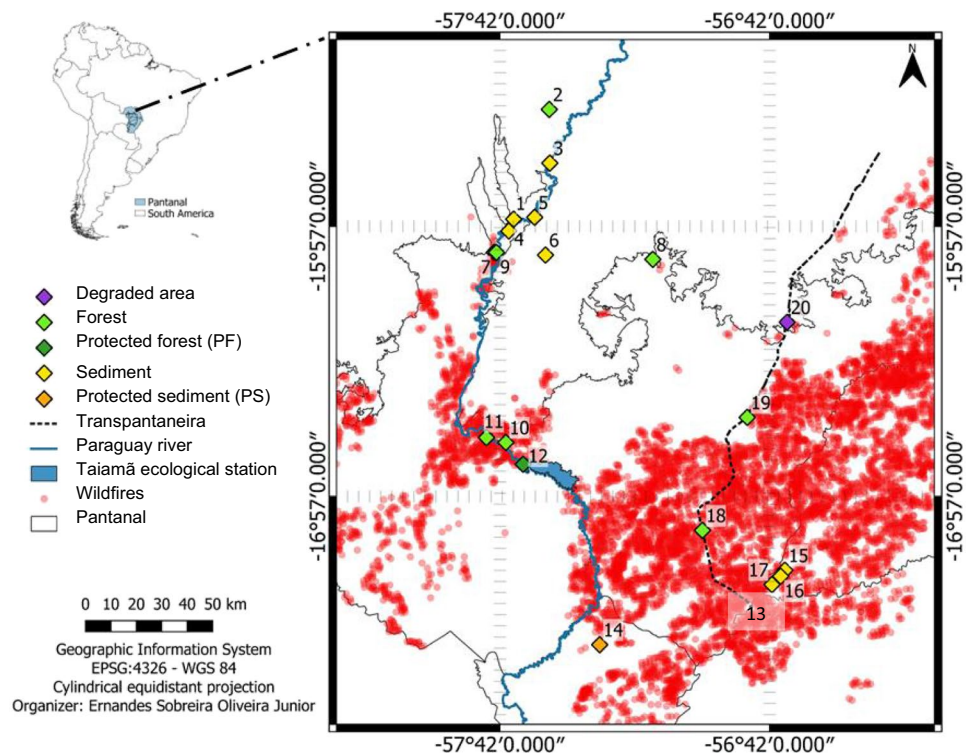 -57°42′0.000″ -56°42′0.000″
N
2
3
1 5
4
6
7 9
8
20
19
11 10
12
18
17 15
16
13
14
-15°57′0.000″ -15°57′0.000″
-16°57′0.000″ -16°57′0.000″
-57°42′0.000″ -56°42′0.000″
Pantanal
South America
Degraded area
Forest
Protected forest (PF)
Sediment
Protected sediment (PS)
Transpantaneira
Paraguay river
Taiamã ecological station
Wildfires
Pantanal
0 10 20 30 40 50 km
Geographic Information System
EPSG:4326 - WGS 84
Cylindrical equidistant projection
Organizer: Ernandes Sobreira Oliveira Junior